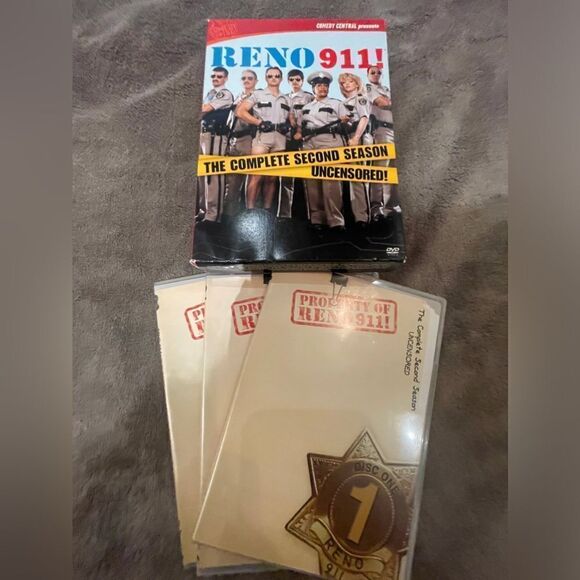 COMEDY CENTRAL presents
RENO 911!
THE COMPLETE SECOND SEASON
UNCENSORED!
DVD
PROPERTY OF
RENO 911!
The Complete Second Season
UNCENSORED
DISC ONE
1
RENO
911